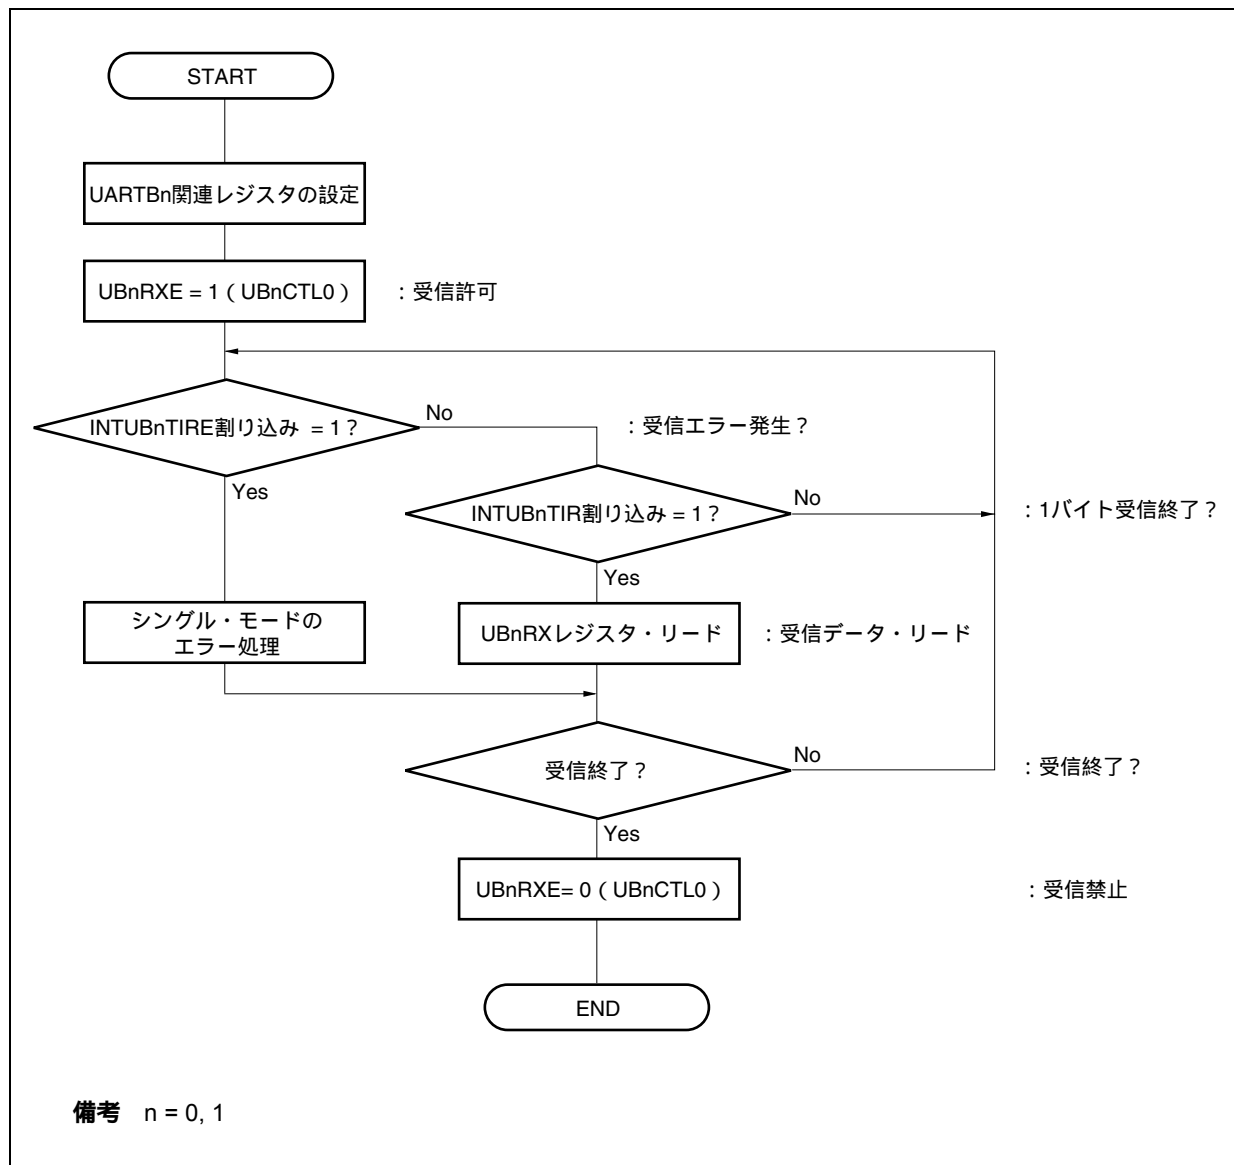 START
UARTBn関連レジスタの設定
UBnRXE = 1（UBnCTL0）
：受信許可
INTUBnTIRE割り込み = 1？
No
：受信エラー発生？
Yes
INTUBnTIR割り込み = 1？
No
：1バイト受信終了？
Yes
シングル・モードの
エラー処理
UBnRXレジスタ・リード
：受信データ・リード
受信終了？
No
：受信終了？
Yes
UBnRXE= 0（UBnCTL0）
：受信禁止
END
備考 n = 0, 1